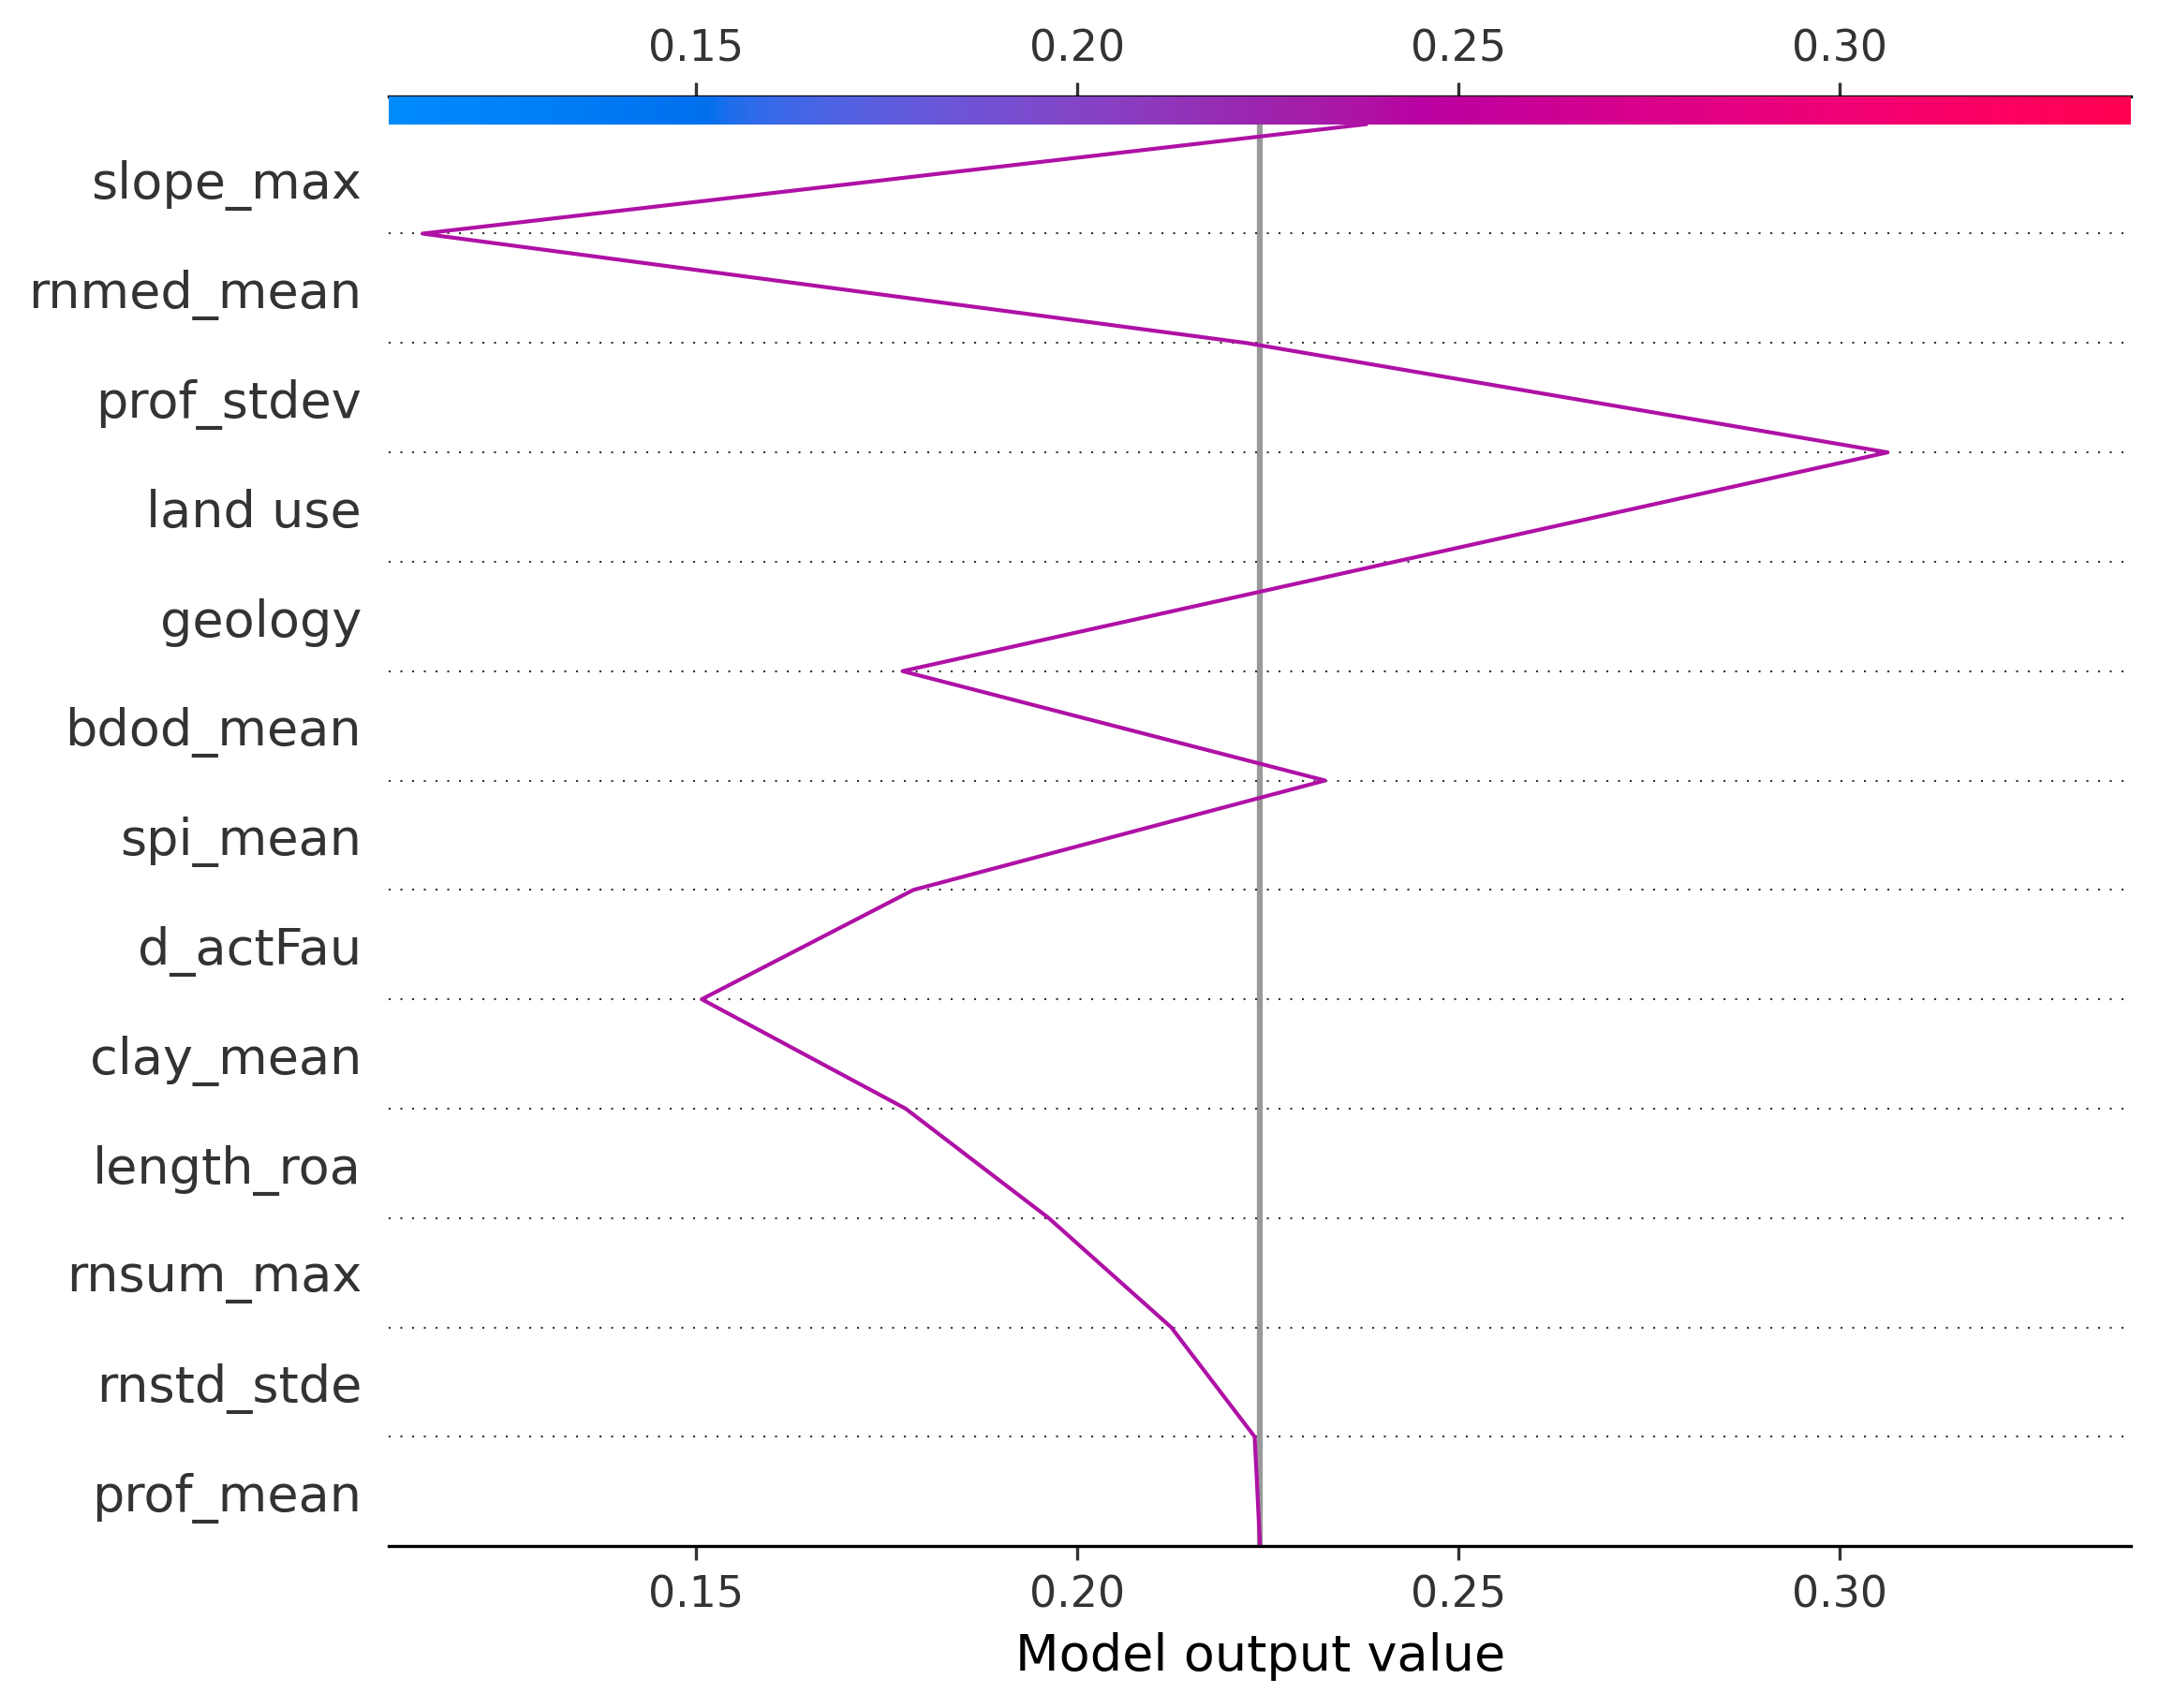 0.15 0.20 0.25 0.30
slope_max
rnmed_mean
prof_stdev
land use
geology
bdod_mean
spi_mean
d_actFau
clay_mean
length_roa
rnsum_max
rnstd_stde
prof_mean
0.15 0.20 0.25 0.30
Model output value